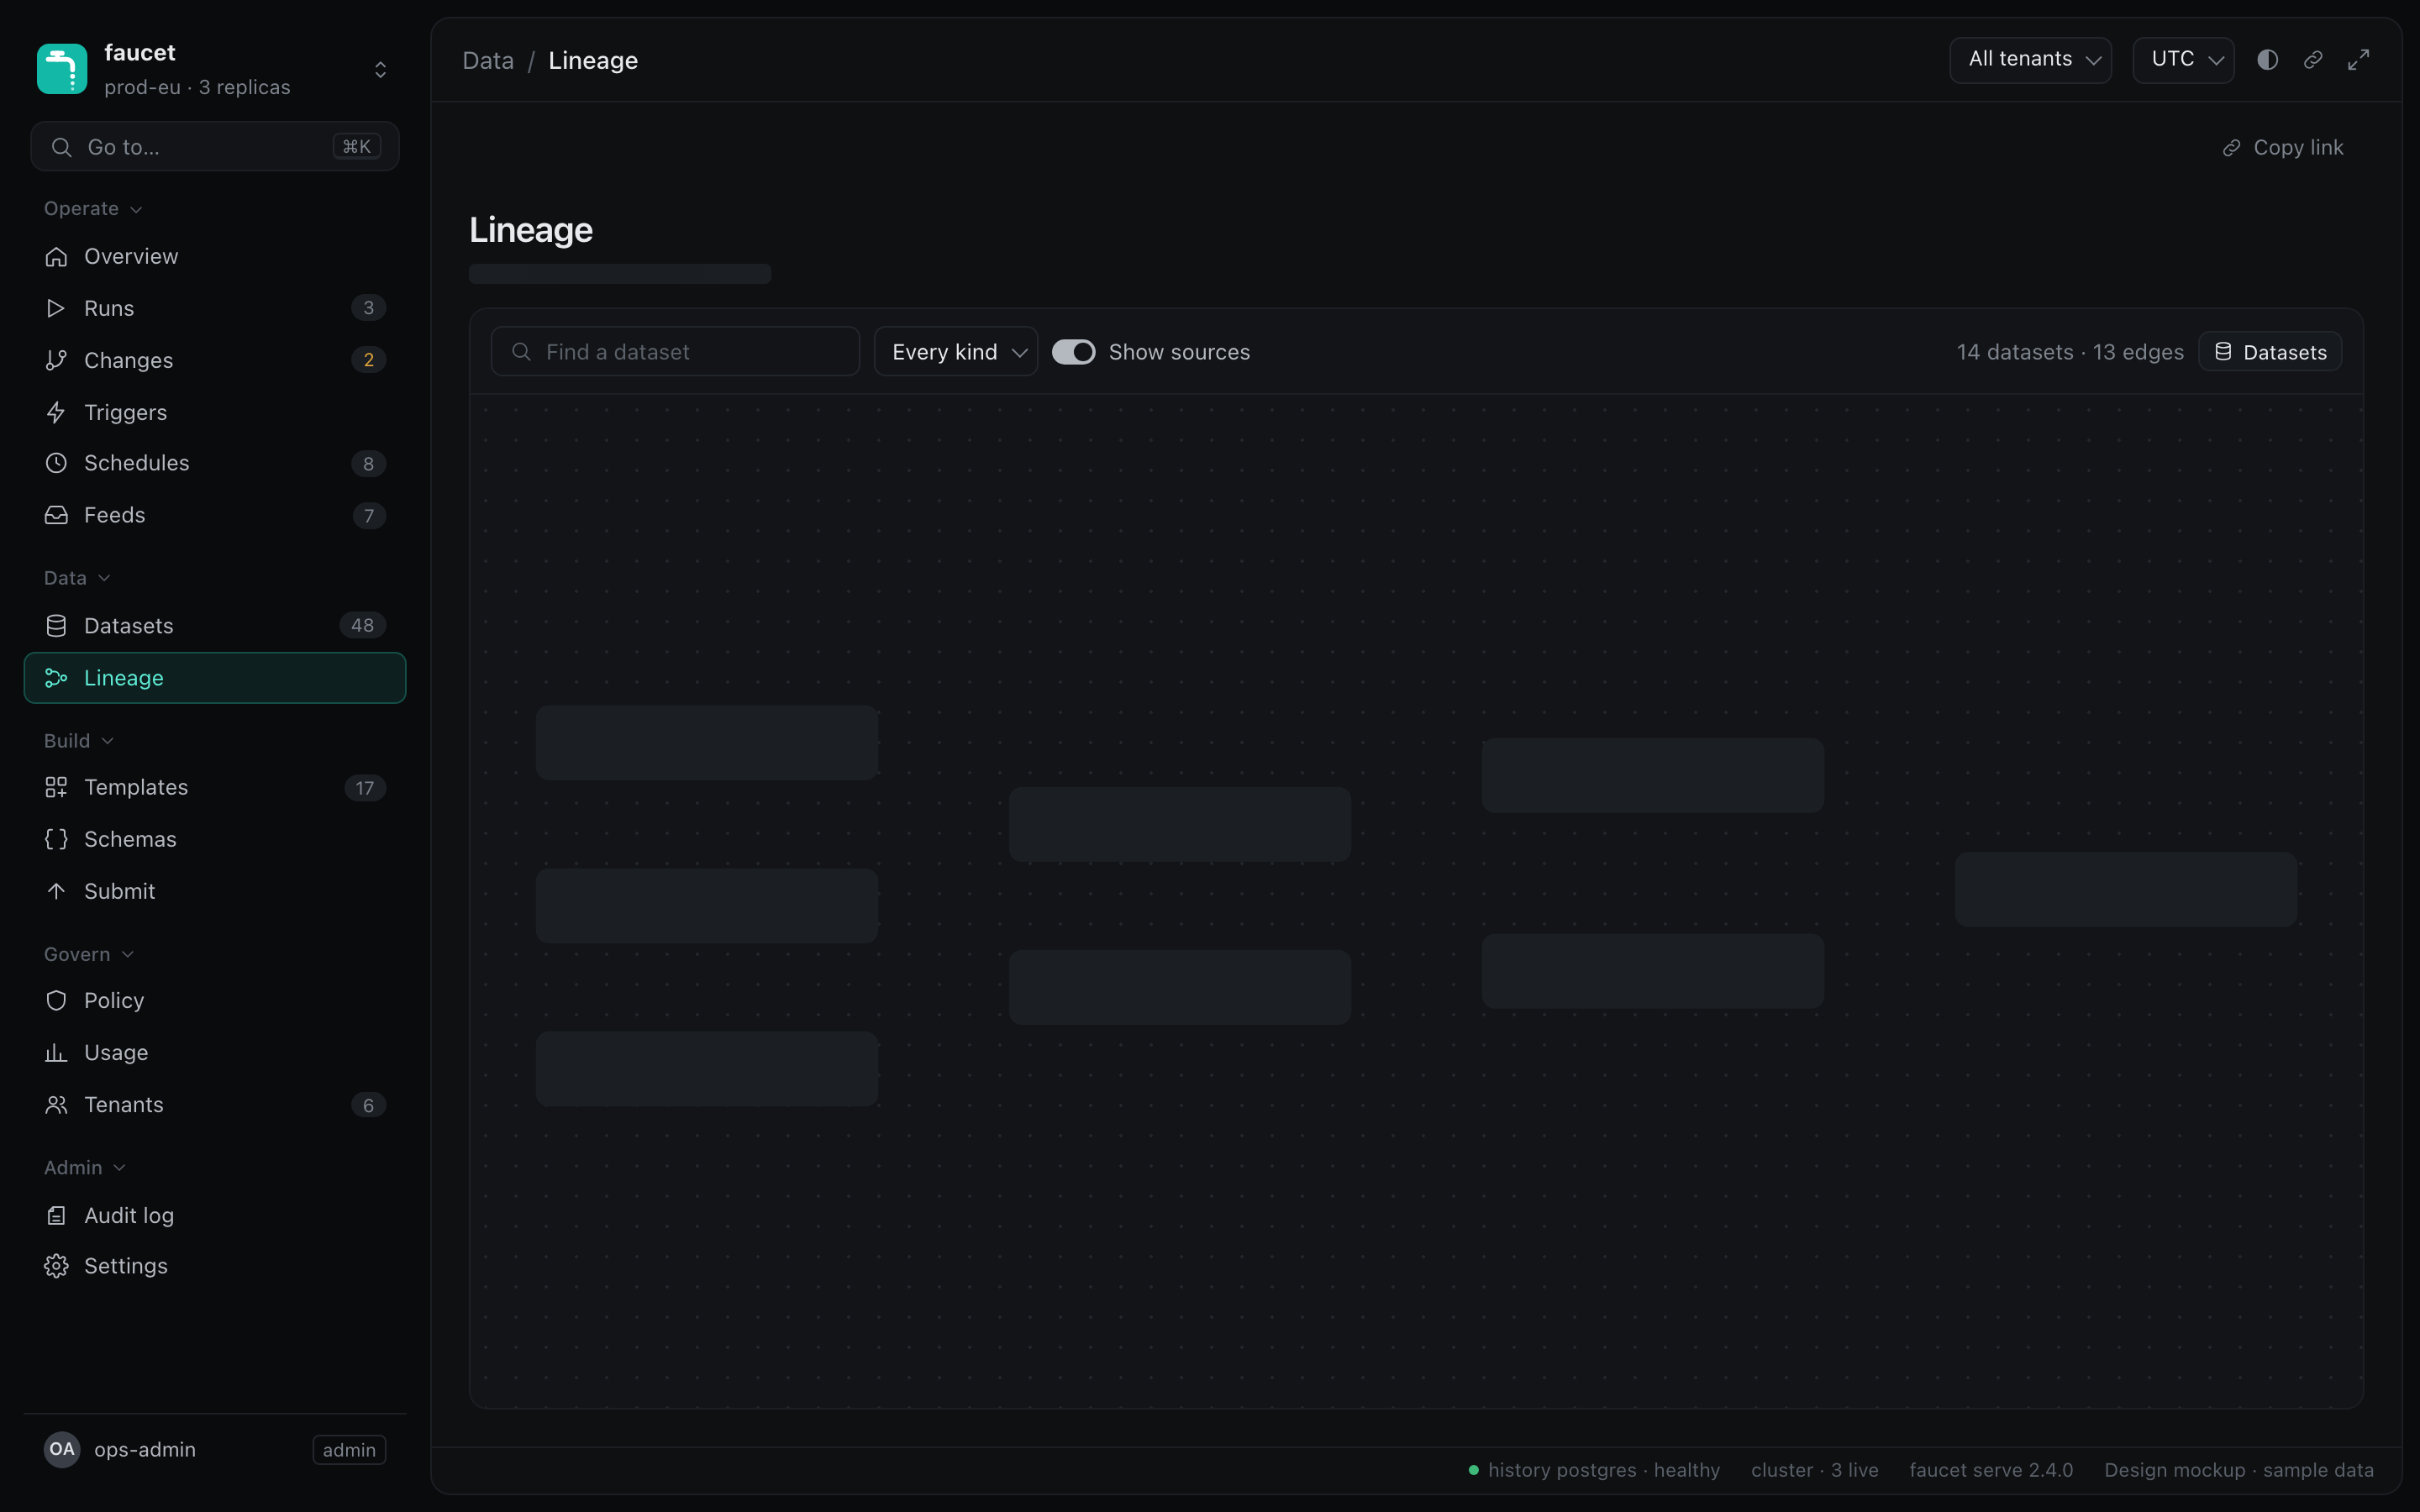 faucet
prod-eu · 3 replicas
Go to...
⌘K
Operate
Overview
Runs 3
Changes 2
Triggers
Schedules 8
Feeds 7
Data
Datasets 48
Lineage
Build
Templates 17
Schemas
Submit
Govern
Policy
Usage
Tenants 6
Admin
Audit log
Settings
OA ops-admin admin
Data / Lineage
All tenants
UTC
Copy link
Lineage
Find a dataset
Every kind
Show sources
14 datasets · 13 edges
Datasets
history postgres · healthy
cluster · 3 live
faucet serve 2.4.0
Design mockup · sample data